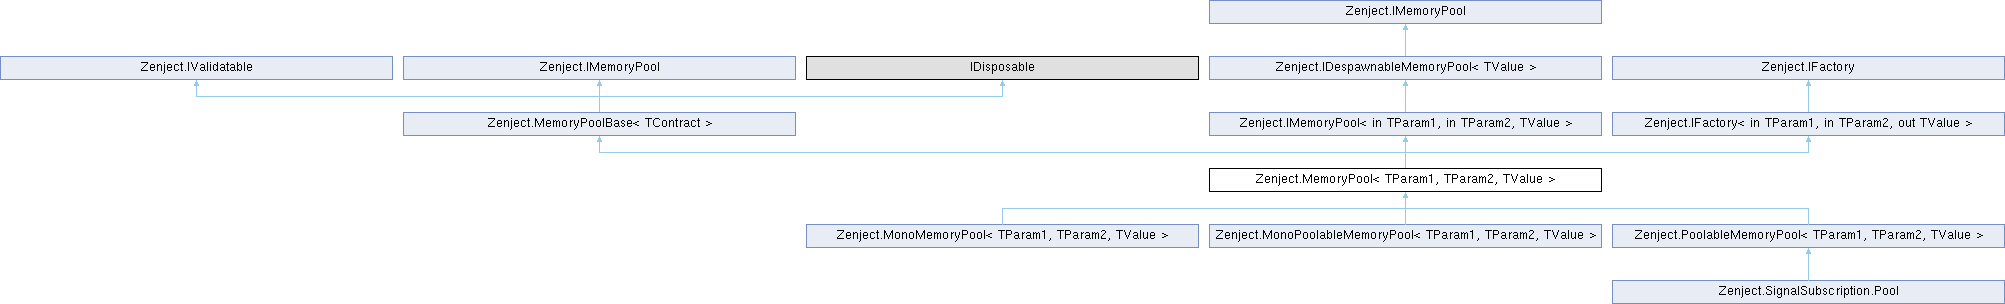 Zenject.IMemoryPool
Zenject.IValidatable
Zenject.IMemoryPool
IDisposable
Zenject.IDespawnableMemoryPool< TValue >
Zenject.IFactory
Zenject.MemoryPoolBase< TContract >
Zenject.IMemoryPool< in TParam1, in TParam2, TValue >
Zenject.IFactory< in TParam1, in TParam2, out TValue >
Zenject.MemoryPool< TParam1, TParam2, TValue >
Zenject.MonoMemoryPool< TParam1, TParam2, TValue >
Zenject.MonoPoolableMemoryPool< TParam1, TParam2, TValue >
Zenject.PoolableMemoryPool< TParam1, TParam2, TValue >
Zenject.SignalSubscription.Pool